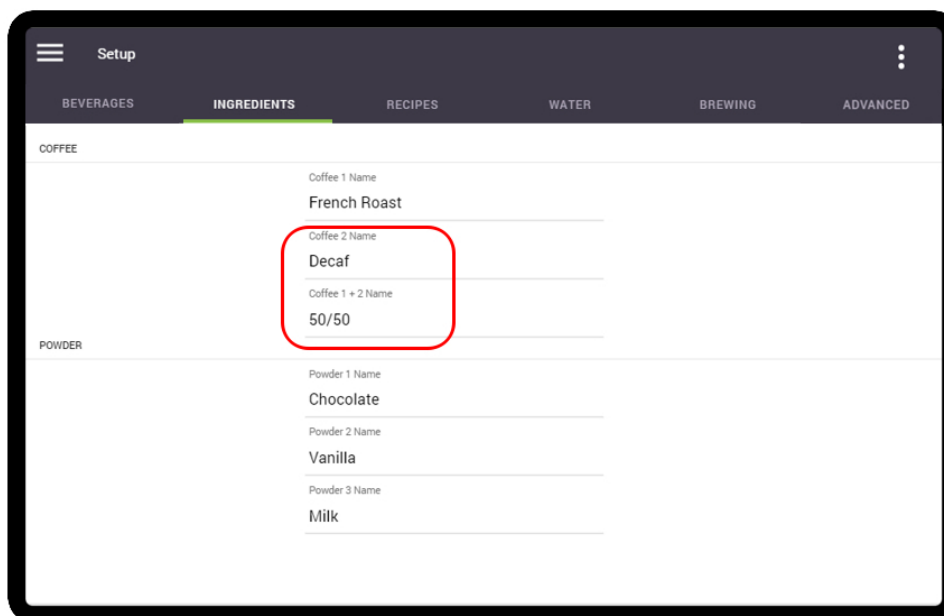 Setup
BEVERAGES INGREDIENTS RECIPES WATER BREWING ADVANCED
COFFEE
Coffee 1 Name
French Roast
Coffee 2 Name
Decaf
Coffee 1 + 2 Name
50/50
POWDER
Powder 1 Name
Chocolate
Powder 2 Name
Vanilla
Powder 3 Name
Milk